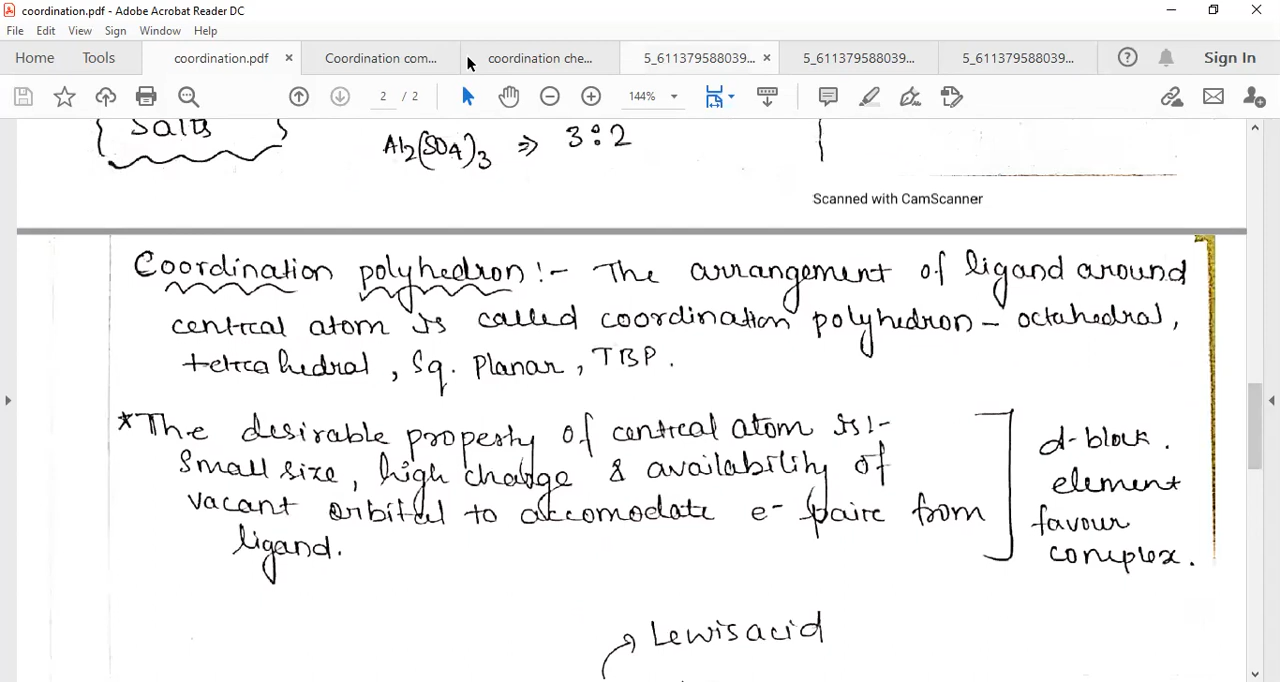 coordination.pdf - Adobe Acrobat Reader DC
File Edit View Sign Window Help
Home Tools coordination.pdf × Coordination com... coordination che... 5_611379588039... × 5_611379588039... 5_611379588039... Sign In
2 / 2 144%
Salts
Al2(SO4)3 ⇒ 3:2
Scanned with CamScanner
Coordination polyhedron :- The arrangement of ligand around
central atom is called coordination polyhedron - octahedral,
tetrahedral, Sq. Planar, TBP.
*The desirable property of central atom is :-
Small size, high charge & availability of
vacant orbital to accomodate e- pair from
ligand.
d-block.
element
favour
complex.
Lewis acid